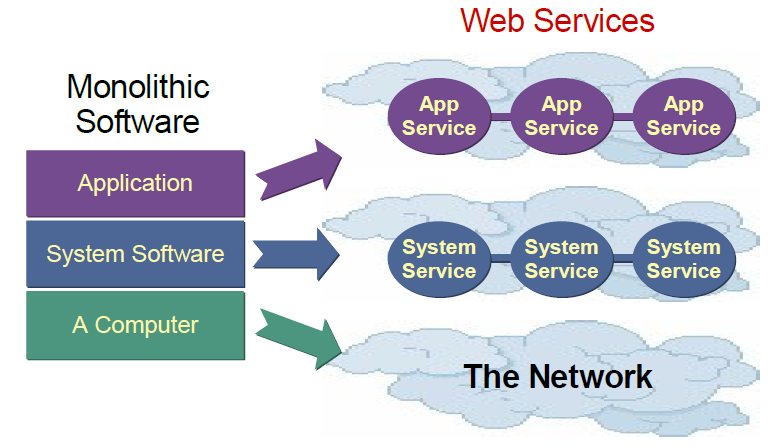 Web Services
Monolithic
Software
Application
System Software
A Computer
App
Service
App
Service
App
Service
System
Service
System
Service
System
Service
The Network